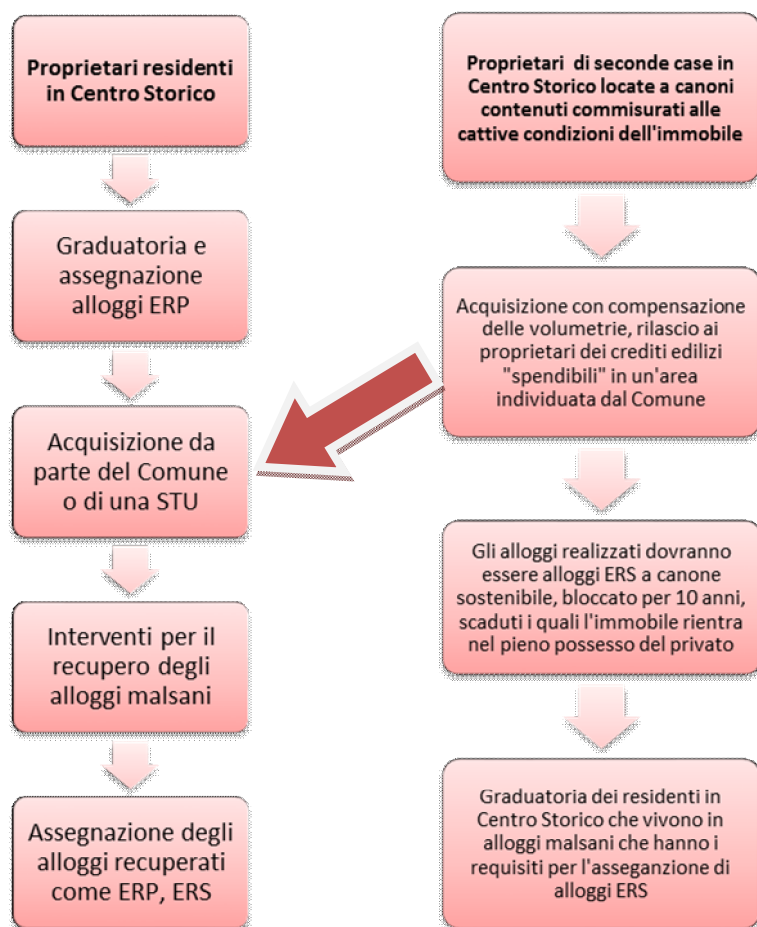 Proprietari residenti
in Centro Storico
Graduatoria e
assegnazione
alloggi ERP
Acquisizione da
parte del Comune
o di una STU
Interventi per il
recupero degli
alloggi malsani
Assegnazione degli
alloggi recuperati
come ERP, ERS
Proprietari di seconde case in
Centro Storico locate a canoni
contenuti commisurati alle
cattive condizioni dell'immobile
Acquisizione con compensazione
delle volumetrie, rilascio ai
proprietari dei crediti edilizi
"spendibili" in un'area
individuata dal Comune
Gli alloggi realizzati dovranno
essere alloggi ERS a canone
sostenibile, bloccato per 10 anni,
scaduti i quali l'immobile rientra
nel pieno possesso del privato
Graduatoria dei residenti in
Centro Storico che vivono in
alloggi malsani che hanno i
requisiti per l'asseganzione di
alloggi ERS